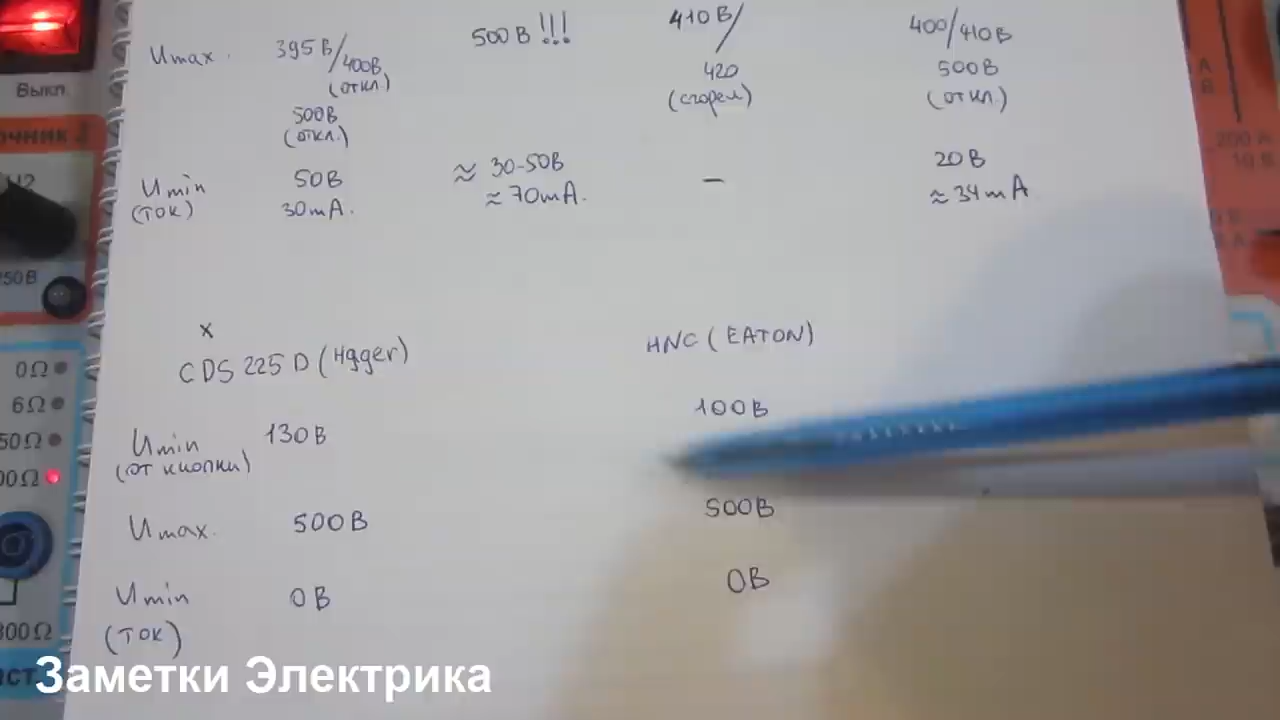 Umax. 395В/400В (откл) 500В!!! 410В/ 400/410В
500В (откл.) 420 (сгорел) 500В (откл.)
Umin (ток) 50В ≈ 30-50В – 20В
30mA. ≈ 70mA. ≈ 34mA
x
CDS 225 D (Hager) HNC (EATON)
Umin (от кнопки) 130В 100В
Umax. 500В 500В
Umin (ток) 0В 0В
Выкл.
250В
0Ω
6Ω
50Ω
300Ω
Заметки Электрика